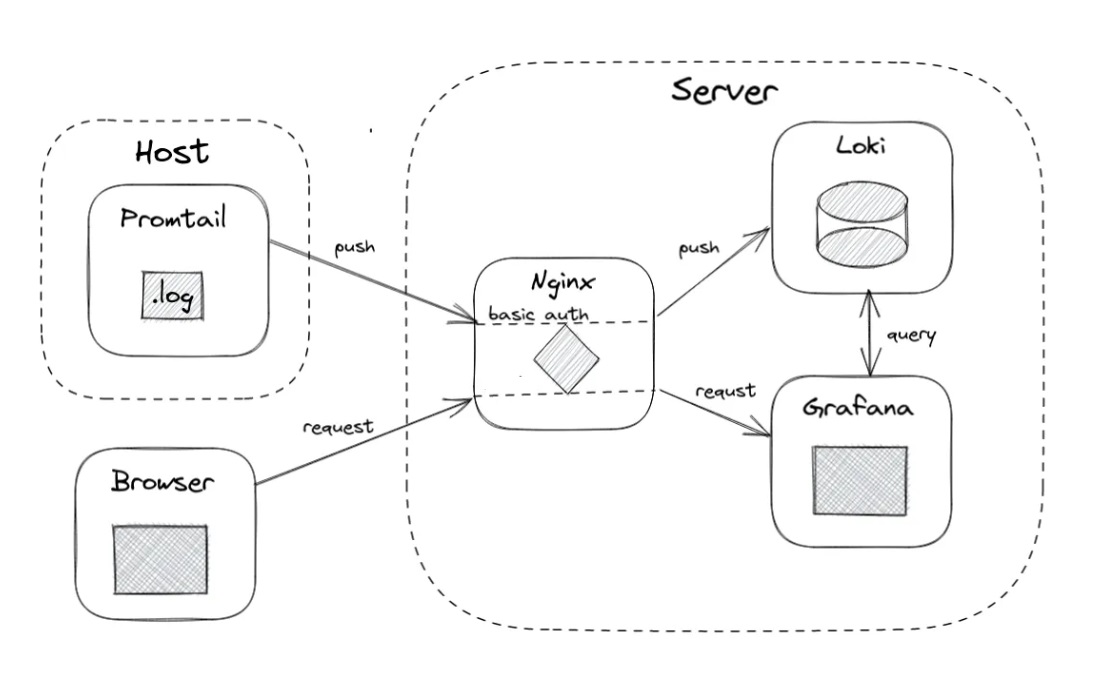 Server
Host
Loki
Promtail
.log
push
push
Nginx
basic auth
query
requst
Grafana
request
Browser